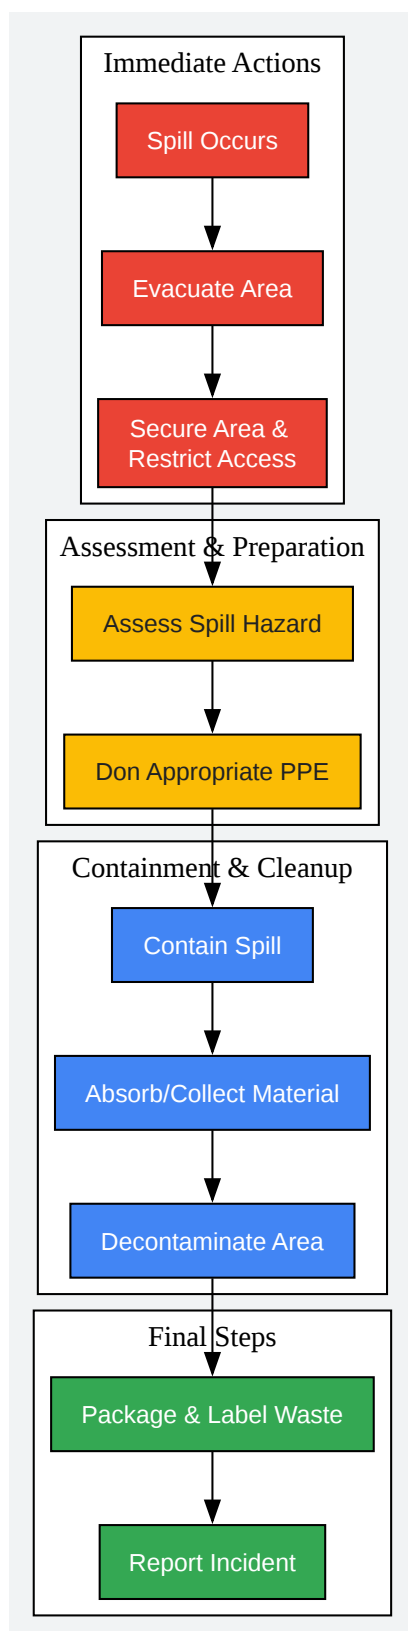 Immediate Actions
Spill Occurs
Evacuate Area
Secure Area &
Restrict Access
Assessment & Preparation
Assess Spill Hazard
Don Appropriate PPE
Containment & Cleanup
Contain Spill
Absorb/Collect Material
Decontaminate Area
Final Steps
Package & Label Waste
Report Incident